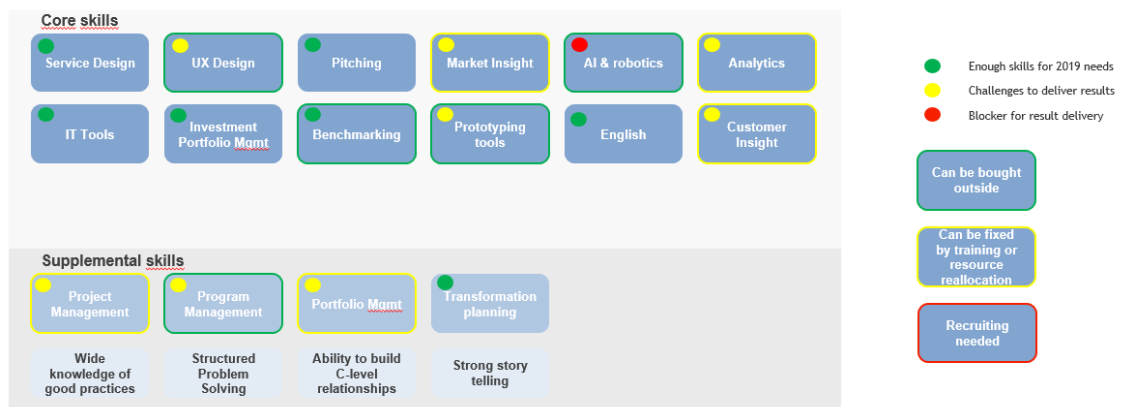 Core skills
Service Design
UX Design
Pitching
Market Insight
AI & robotics
Analytics
IT Tools
Investment
Portfolio Mgmt
Benchmarking
Prototyping
tools
English
Customer
Insight
Supplemental skills
Project
Management
Program
Management
Portfolio Mgmt
Transformation
planning
Wide
knowledge of
good practices
Structured
Problem
Solving
Ability to build
C-level
relationships
Strong story
telling
Enough skills for 2019 needs
Challenges to deliver results
Blocker for result delivery
Can be bought
outside
Can be fixed
by training or
resource
reallocation
Recruiting
needed